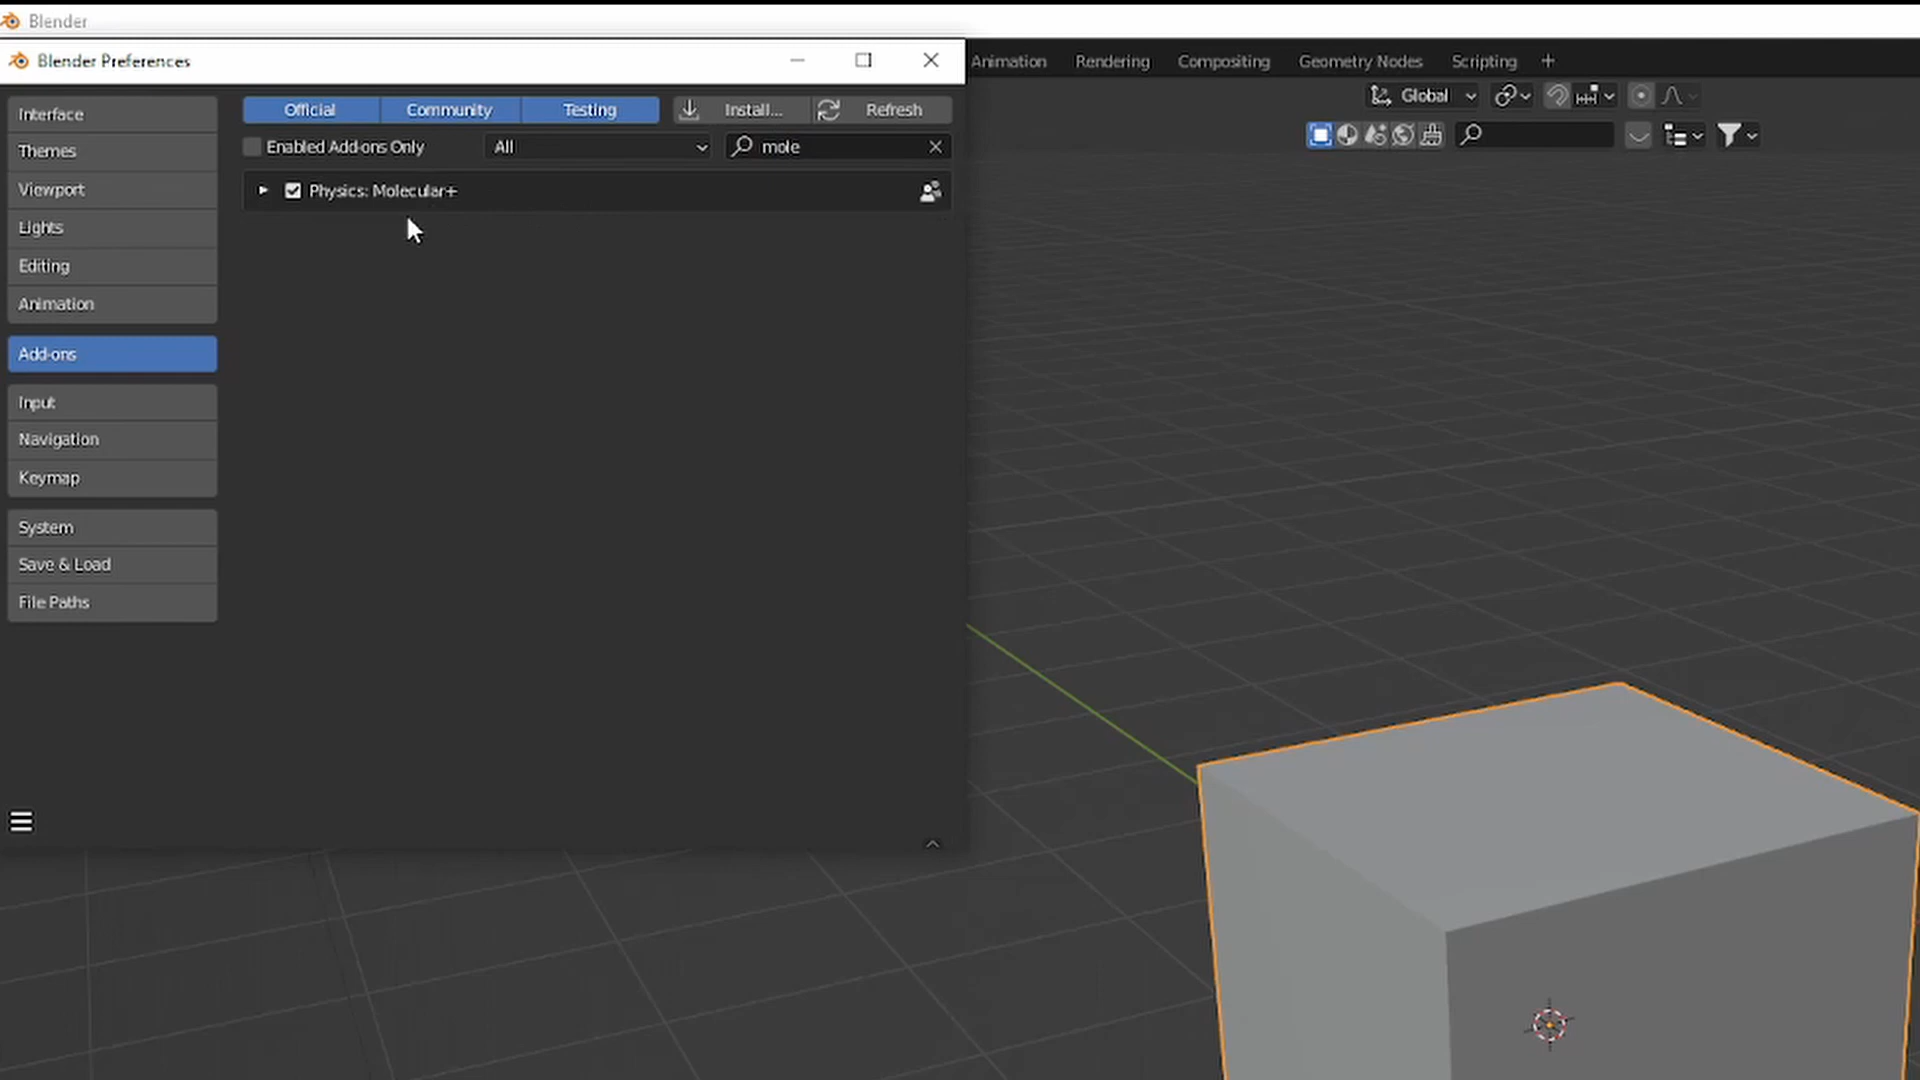 Blender
Blender Preferences
Animation Rendering Compositing Geometry Nodes Scripting +
Global
Interface
Themes
Viewport
Lights
Editing
Animation
Add-ons
Input
Navigation
Keymap
System
Save & Load
File Paths
Official Community Testing Install... Refresh
Enabled Add-ons Only All mole
Physics: Molecular+